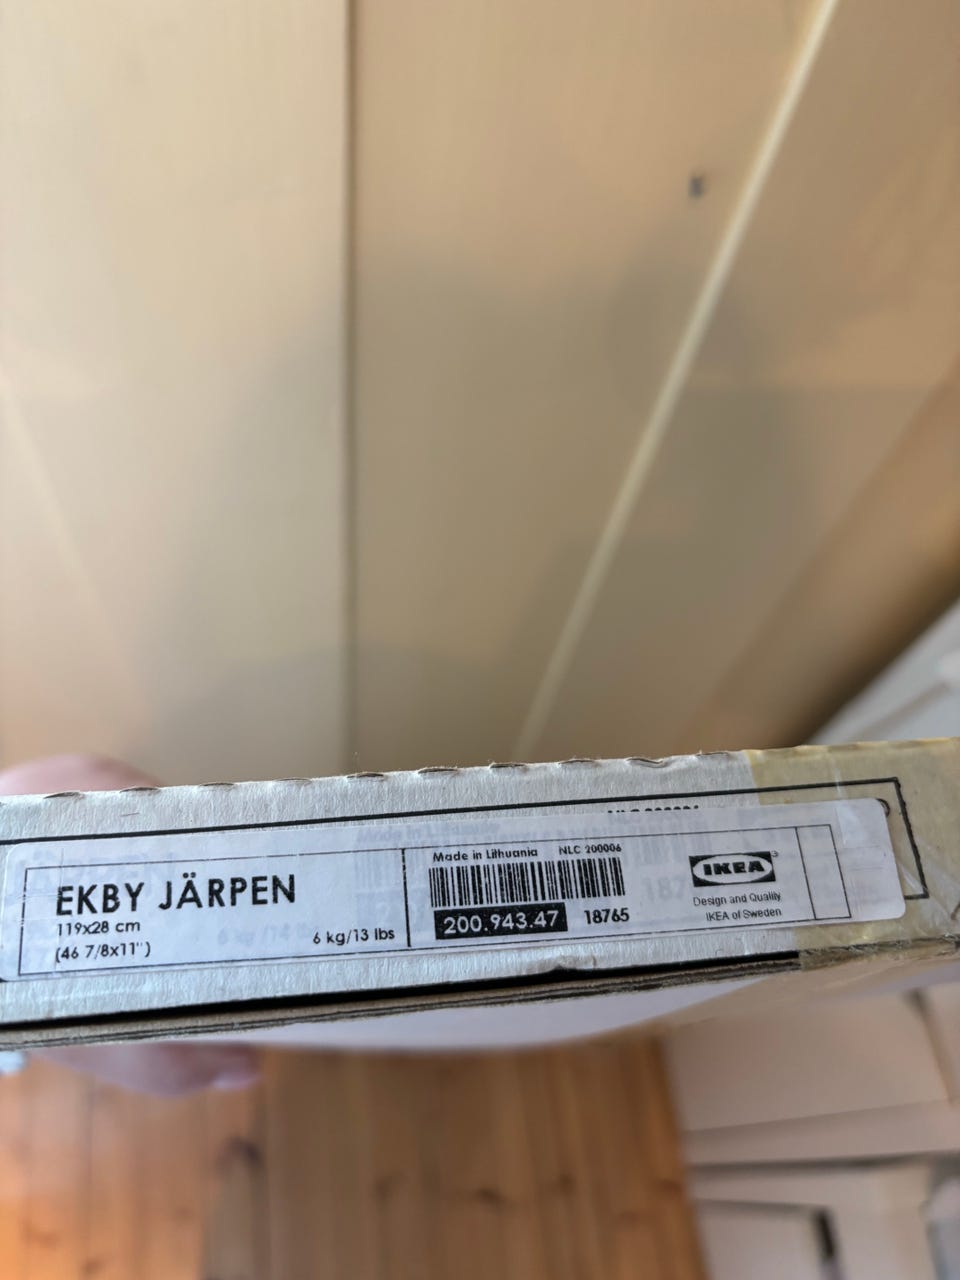 EKBY JÄRPEN
119x28 cm
(46 7/8x11")
6 kg/13 lbs
Made in Lithuania NLC 200006
200.943.47 18765
IKEA
Design and Quality
IKEA of Sweden